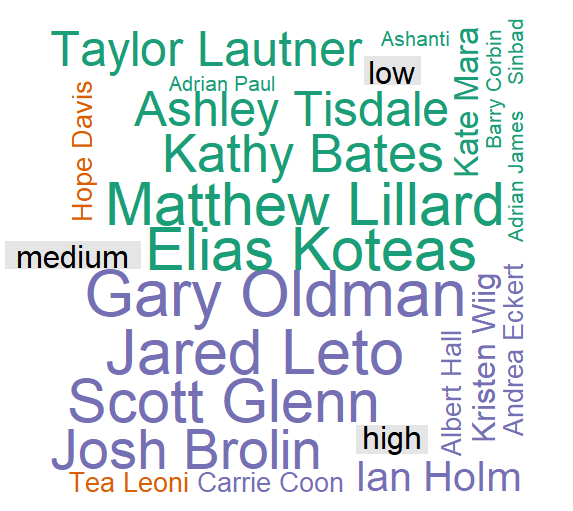 Taylor Lautner
Ashanti
low
Adrian Paul
Hope Davis
Ashley Tisdale
Kate Mara
Barry Corbin
Sinbad
Kathy Bates
Adrian James
Matthew Lillard
medium
Elias Koteas
Gary Oldman
Jared Leto
Albert Hall
Kristen Wiig
Andrea Eckert
Scott Glenn
Josh Brolin
high
Tea Leoni
Carrie Coon
Ian Holm